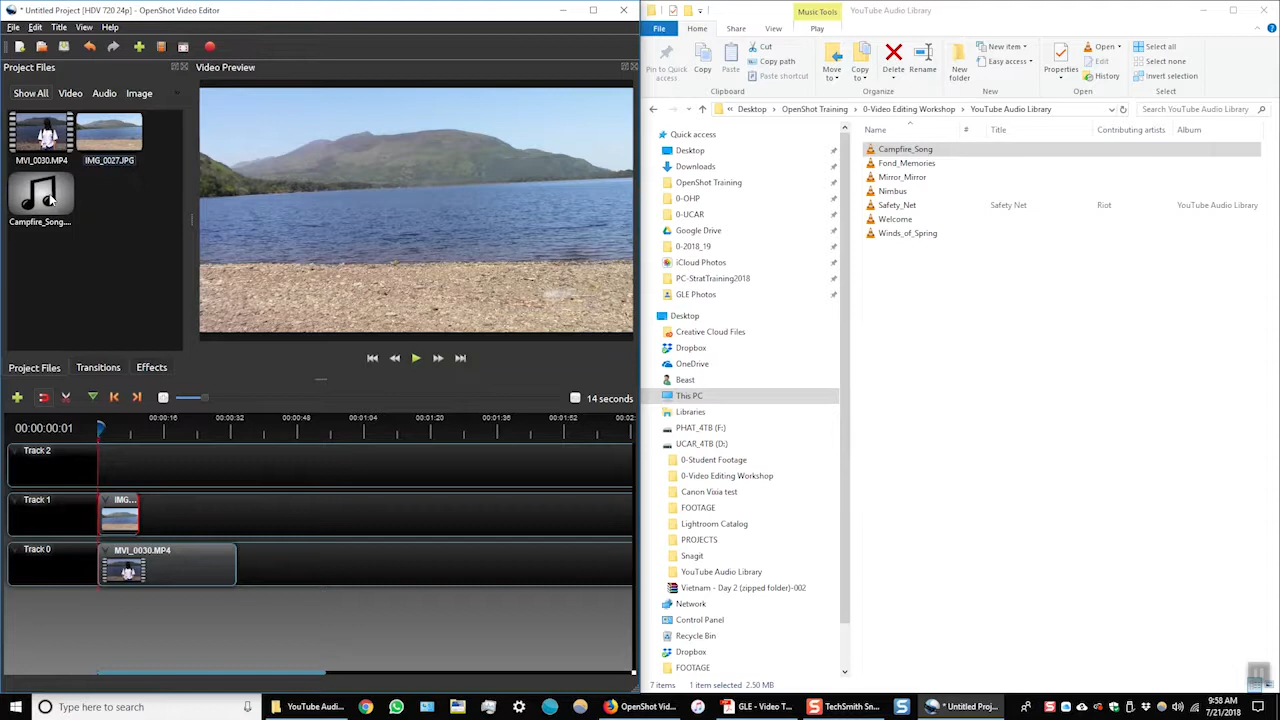 * Untitled Project [HDV 720 24p] - OpenShot Video Editor
File Edit Title View Help
Project Files
Video Preview
Show All Video Audio Image
MVI_0030.MP4 IMG_0027.JPG
Campfire_Song...
Project Files Transitions Effects
14 seconds
00:00:00:01
00:00:16 00:00:32 00:00:48 00:01:04 00:01:20 00:01:36 00:01:52 00:02
Track 2
Track 1
IMG...
Track 0
MVI_0030.MP4
Music Tools
YouTube Audio Library
File Home Share View Play
Pin to Quick access
Copy
Paste
Cut
Copy path
Paste shortcut
Move to
Copy to
Delete
Rename
New folder
New item
Easy access
Properties
Open
Edit
History
Select all
Select none
Invert selection
Clipboard Organize New Open Select
« Desktop > OpenShot Training > 0-Video Editing Workshop > YouTube Audio Library
Search YouTube Audio Library
Quick access
Desktop
Downloads
OpenShot Training
0-OHP
0-UCAR
Google Drive
0-2018_19
iCloud Photos
PC-StratTraining2018
GLE Photos
Desktop
Creative Cloud Files
Dropbox
OneDrive
Beast
This PC
Libraries
PHAT_4TB (F:)
UCAR_4TB (D:)
0-Student Footage
0-Video Editing Workshop
Canon Vixia test
FOOTAGE
Lightroom Catalog
PROJECTS
Snagit
YouTube Audio Library
Vietnam - Day 2 (zipped folder)-002
Network
Control Panel
Recycle Bin
Dropbox
FOOTAGE
Name # Title Contributing artists Album
Campfire_Song
Fond_Memories
Mirror_Mirror
Nimbus
Safety_Net Safety Net Riot YouTube Audio Library
Welcome
Winds_of_Spring
7 items 1 item selected 2.50 MB
Type here to search
YouTube Audi...
OpenShot Vid...
GLE - Video T...
TechSmith Sn...
* Untitled Proj...
9:58 AM
7/21/2018